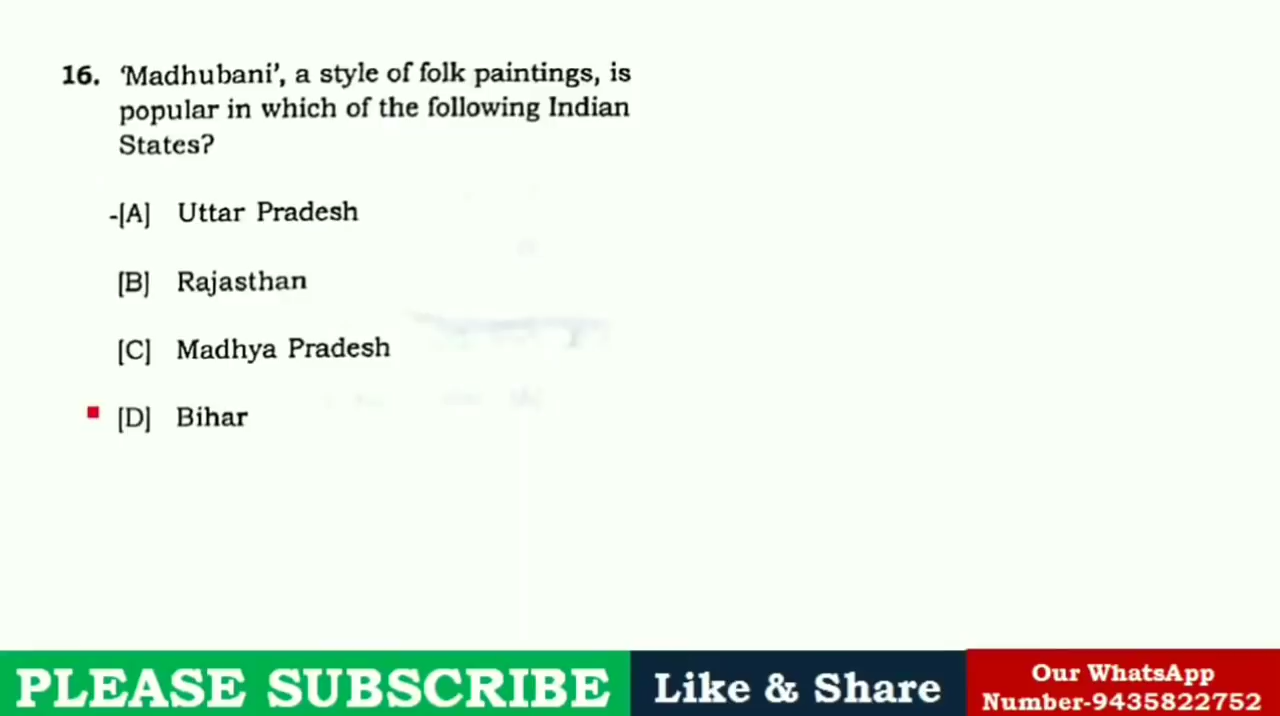 16. ‘Madhubani’, a style of folk paintings, is
popular in which of the following Indian
States?
-[A] Uttar Pradesh
[B] Rajasthan
[C] Madhya Pradesh
[D] Bihar
PLEASE SUBSCRIBE
Like & Share
Our WhatsApp
Number-9435822752